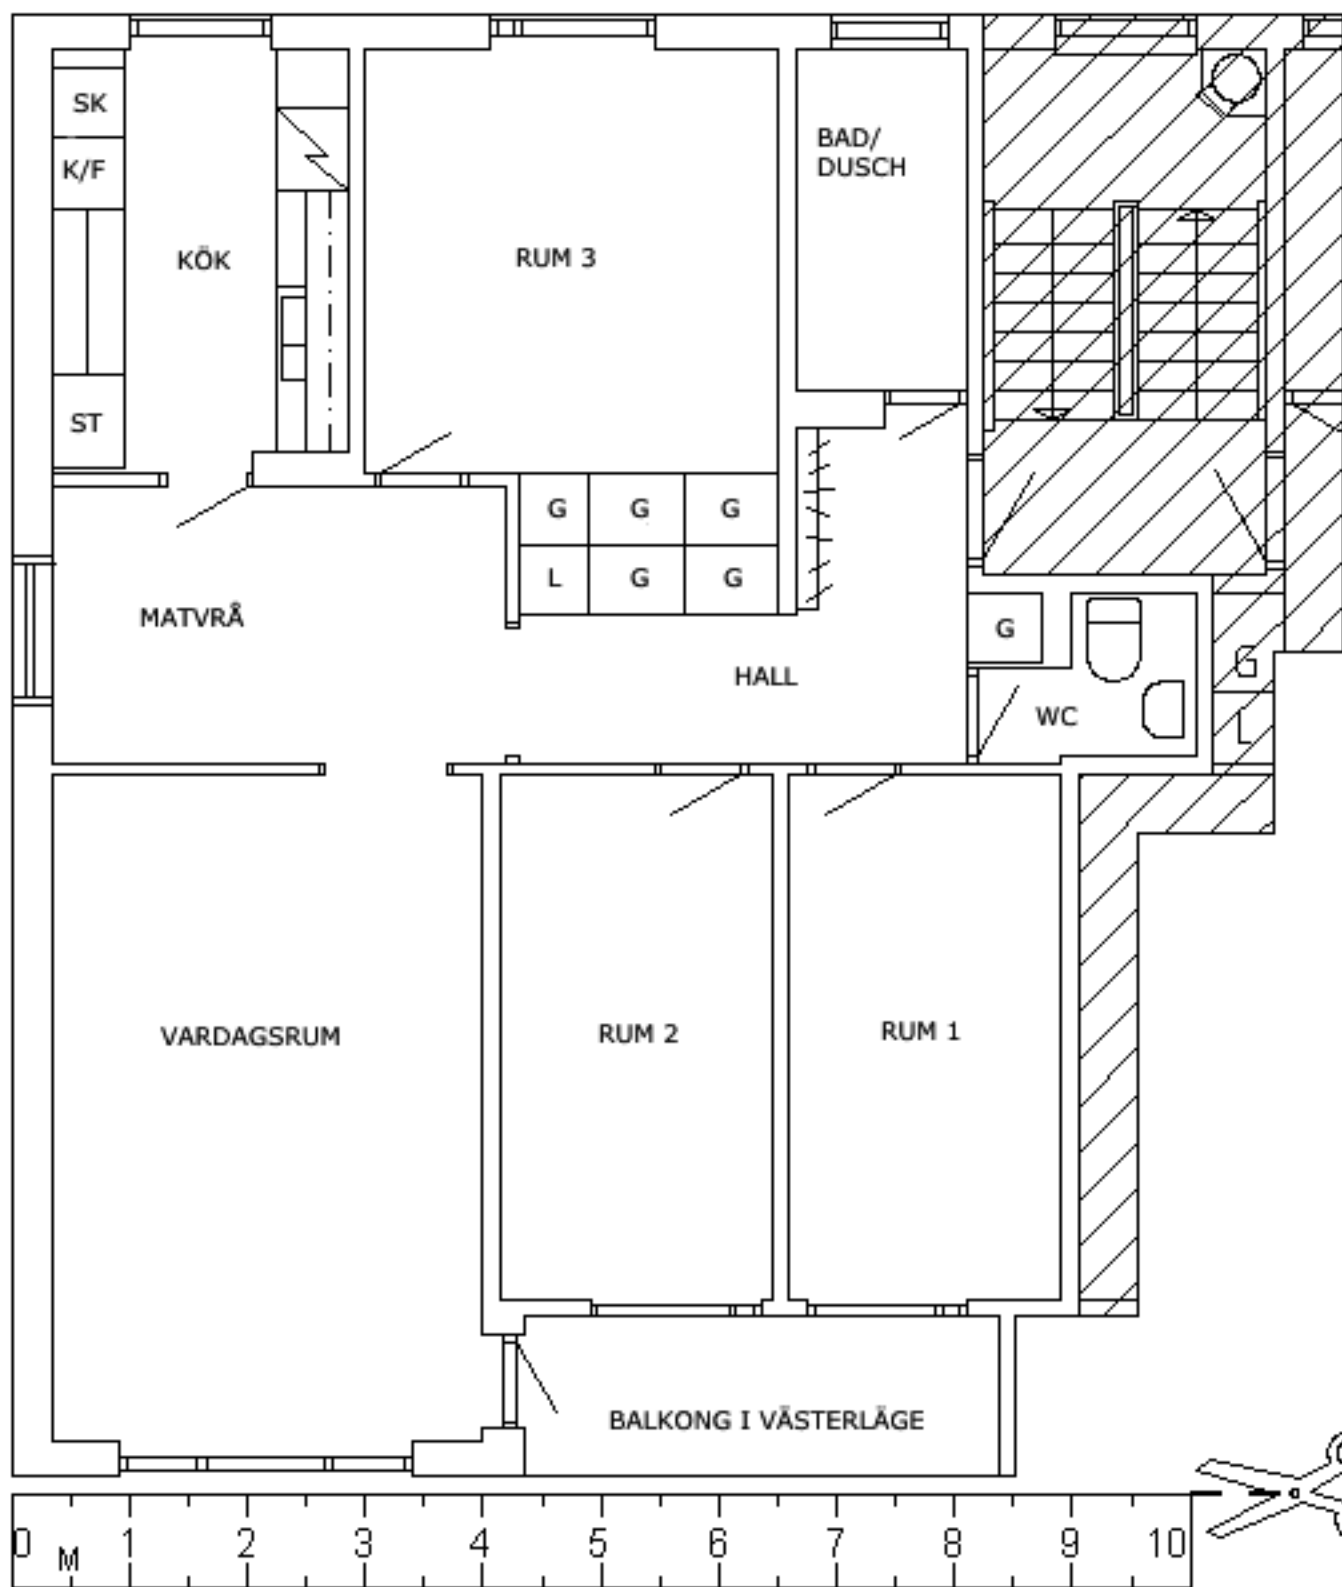 SK
K/F
KÖK
ST
RUM 3
BAD/
DUSCH
G G G
L G G
MATVRÅ
HALL
G
WC
G
L
VARDAGSRUM
RUM 2
RUM 1
BALKONG I VÄSTERLÄGE
0 M 1 2 3 4 5 6 7 8 9 10